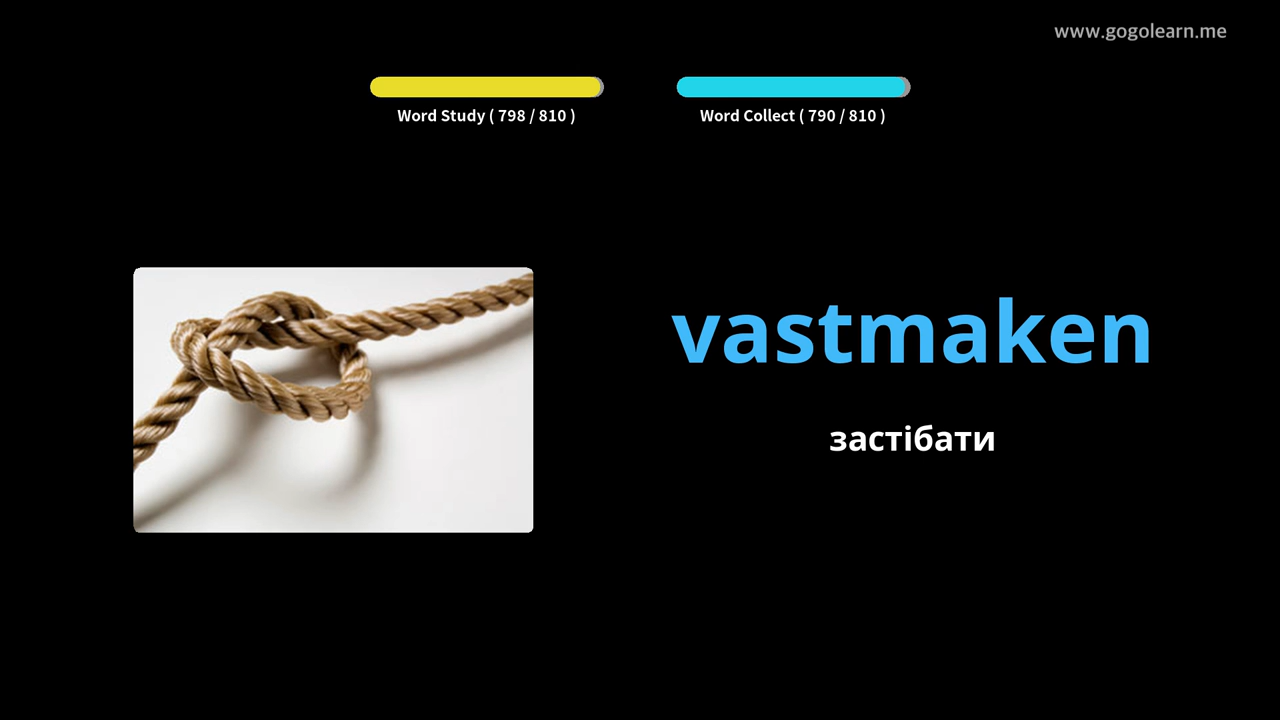 www.gogolearn.me
Word Study ( 798 / 810 )
Word Collect ( 790 / 810 )
vastmaken
застібати